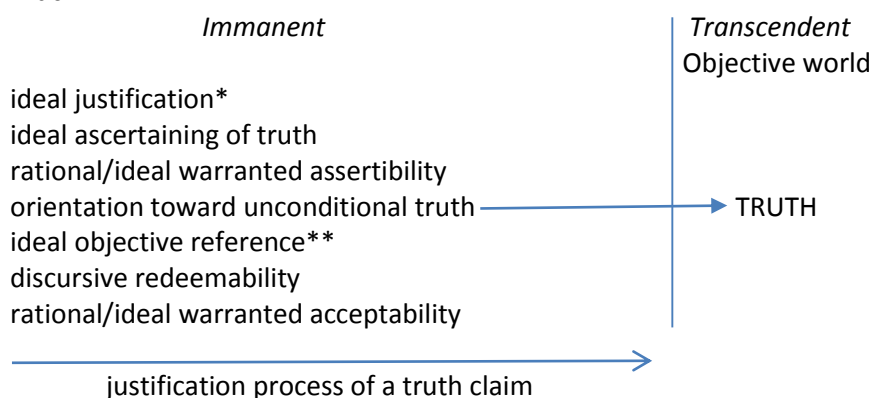 Immanent Transcendent
Objective world
ideal justification*
ideal ascertaining of truth
rational/ideal warranted assertibility
orientation toward unconditional truth TRUTH
ideal objective reference**
discursive redeemability
rational/ideal warranted acceptability
justification process of a truth claim